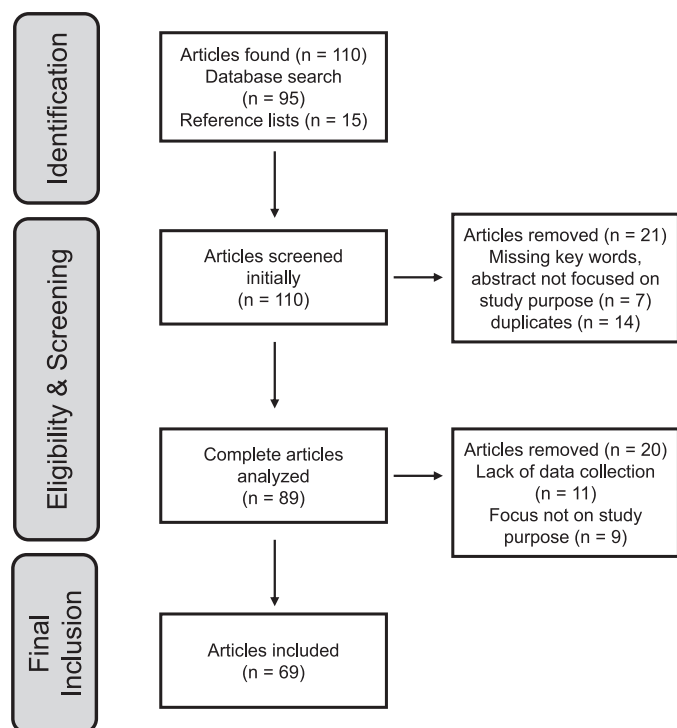 Identification
Articles found (n = 110)
Database search
(n = 95)
Reference lists (n = 15)
Eligibility & Screening
Articles screened
initially
(n = 110)
Articles removed (n = 21)
Missing key words,
abstract not focused on
study purpose (n = 7)
duplicates (n = 14)
Complete articles
analyzed
(n = 89)
Articles removed (n = 20)
Lack of data collection
(n = 11)
Focus not on study
purpose (n = 9)
Final
Inclusion
Articles included
(n = 69)